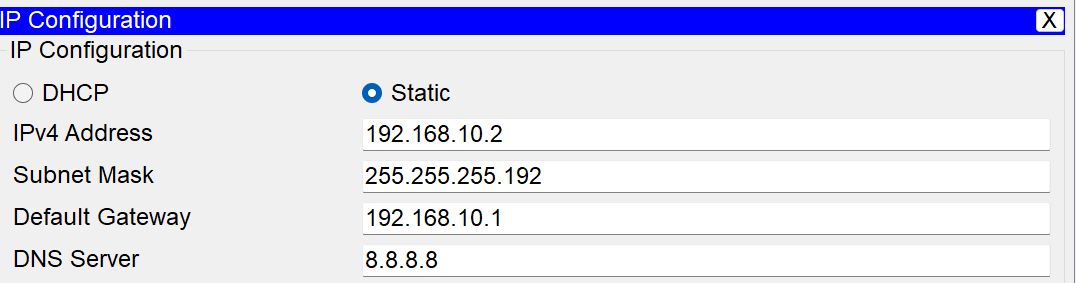 IP Configuration X
IP Configuration
DHCP Static
IPv4 Address 192.168.10.2
Subnet Mask 255.255.255.192
Default Gateway 192.168.10.1
DNS Server 8.8.8.8